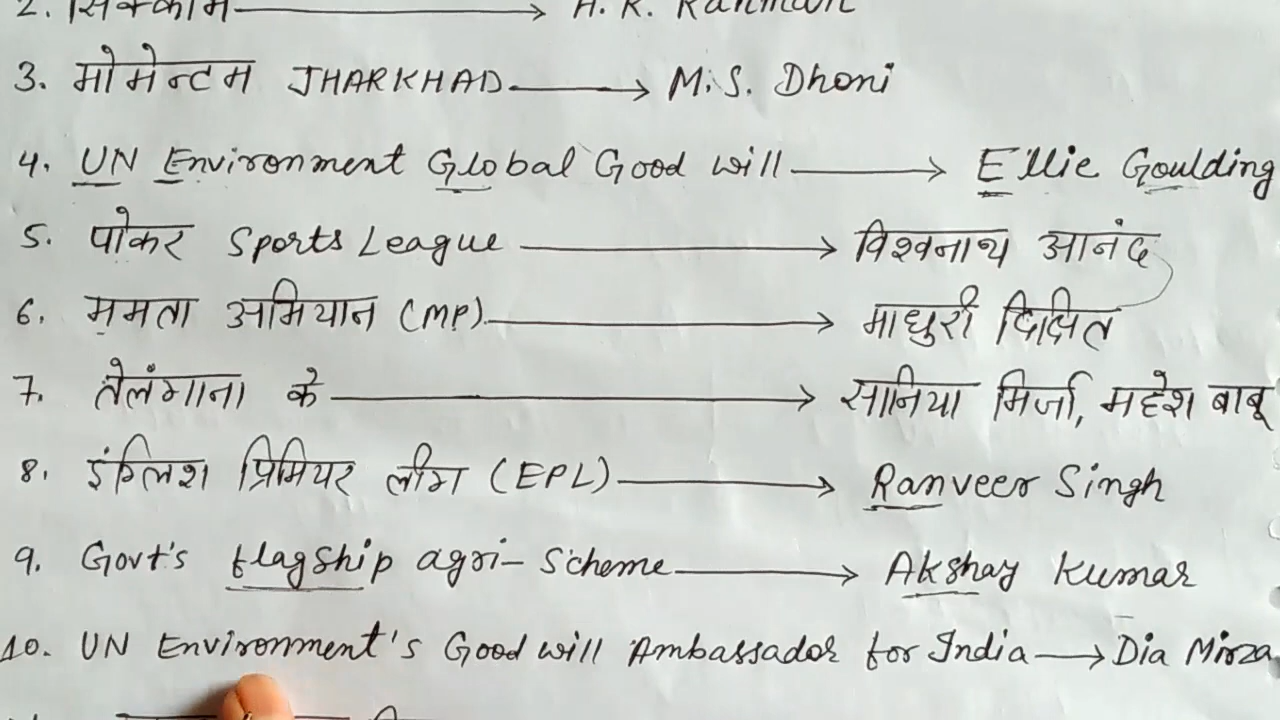 2. सिक्किम → A. R. Rahman
3. मोमेन्टम JHARKHAD → M.S. Dhoni
4. UN Environment Global Good will → Ellie Goulding
5. पोकर Sports League → विश्वनाथ आनंद
6. ममता अभियान (MP) → माधुरी दिक्षित
7. तेलंगाना के → सानिया मिर्जा, महेश बाबू
8. इंग्लिश प्रिमियर लीग (EPL) → Ranveer Singh
9. Govt's flagship agri-Scheme → Akshay Kumar
10. UN Environment's Good will Ambassador for India → Dia Mirza